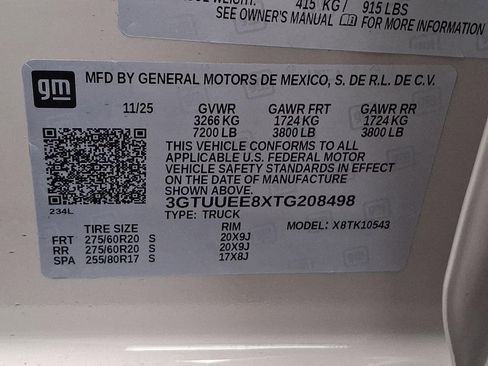 415 KG/ 915 LBS
SEE OWNER'S MANUAL FOR MORE INFORMATION
gm
MFD BY GENERAL MOTORS DE MEXICO, S. DE R.L. DE C.V.
11/25 GVWR GAWR FRT GAWR RR
3266 KG 1724 KG 1724 KG
7200 LB 3800 LB 3800 LB
THIS VEHICLE CONFORMS TO ALL
APPLICABLE U.S. FEDERAL MOTOR
VEHICLE SAFETY STANDARDS IN EFFECT
ON THE DATE OF MANUFACTURE
SHOWN ABOVE
3GTUUEE8XTG208498
234L
TYPE: TRUCK MODEL: X8TK10543
TIRE SIZE RIM
FRT 275/60R20 S 20X9J
RR 275/60R20 S 20X9J
SPA 255/80R17 S 17X8J